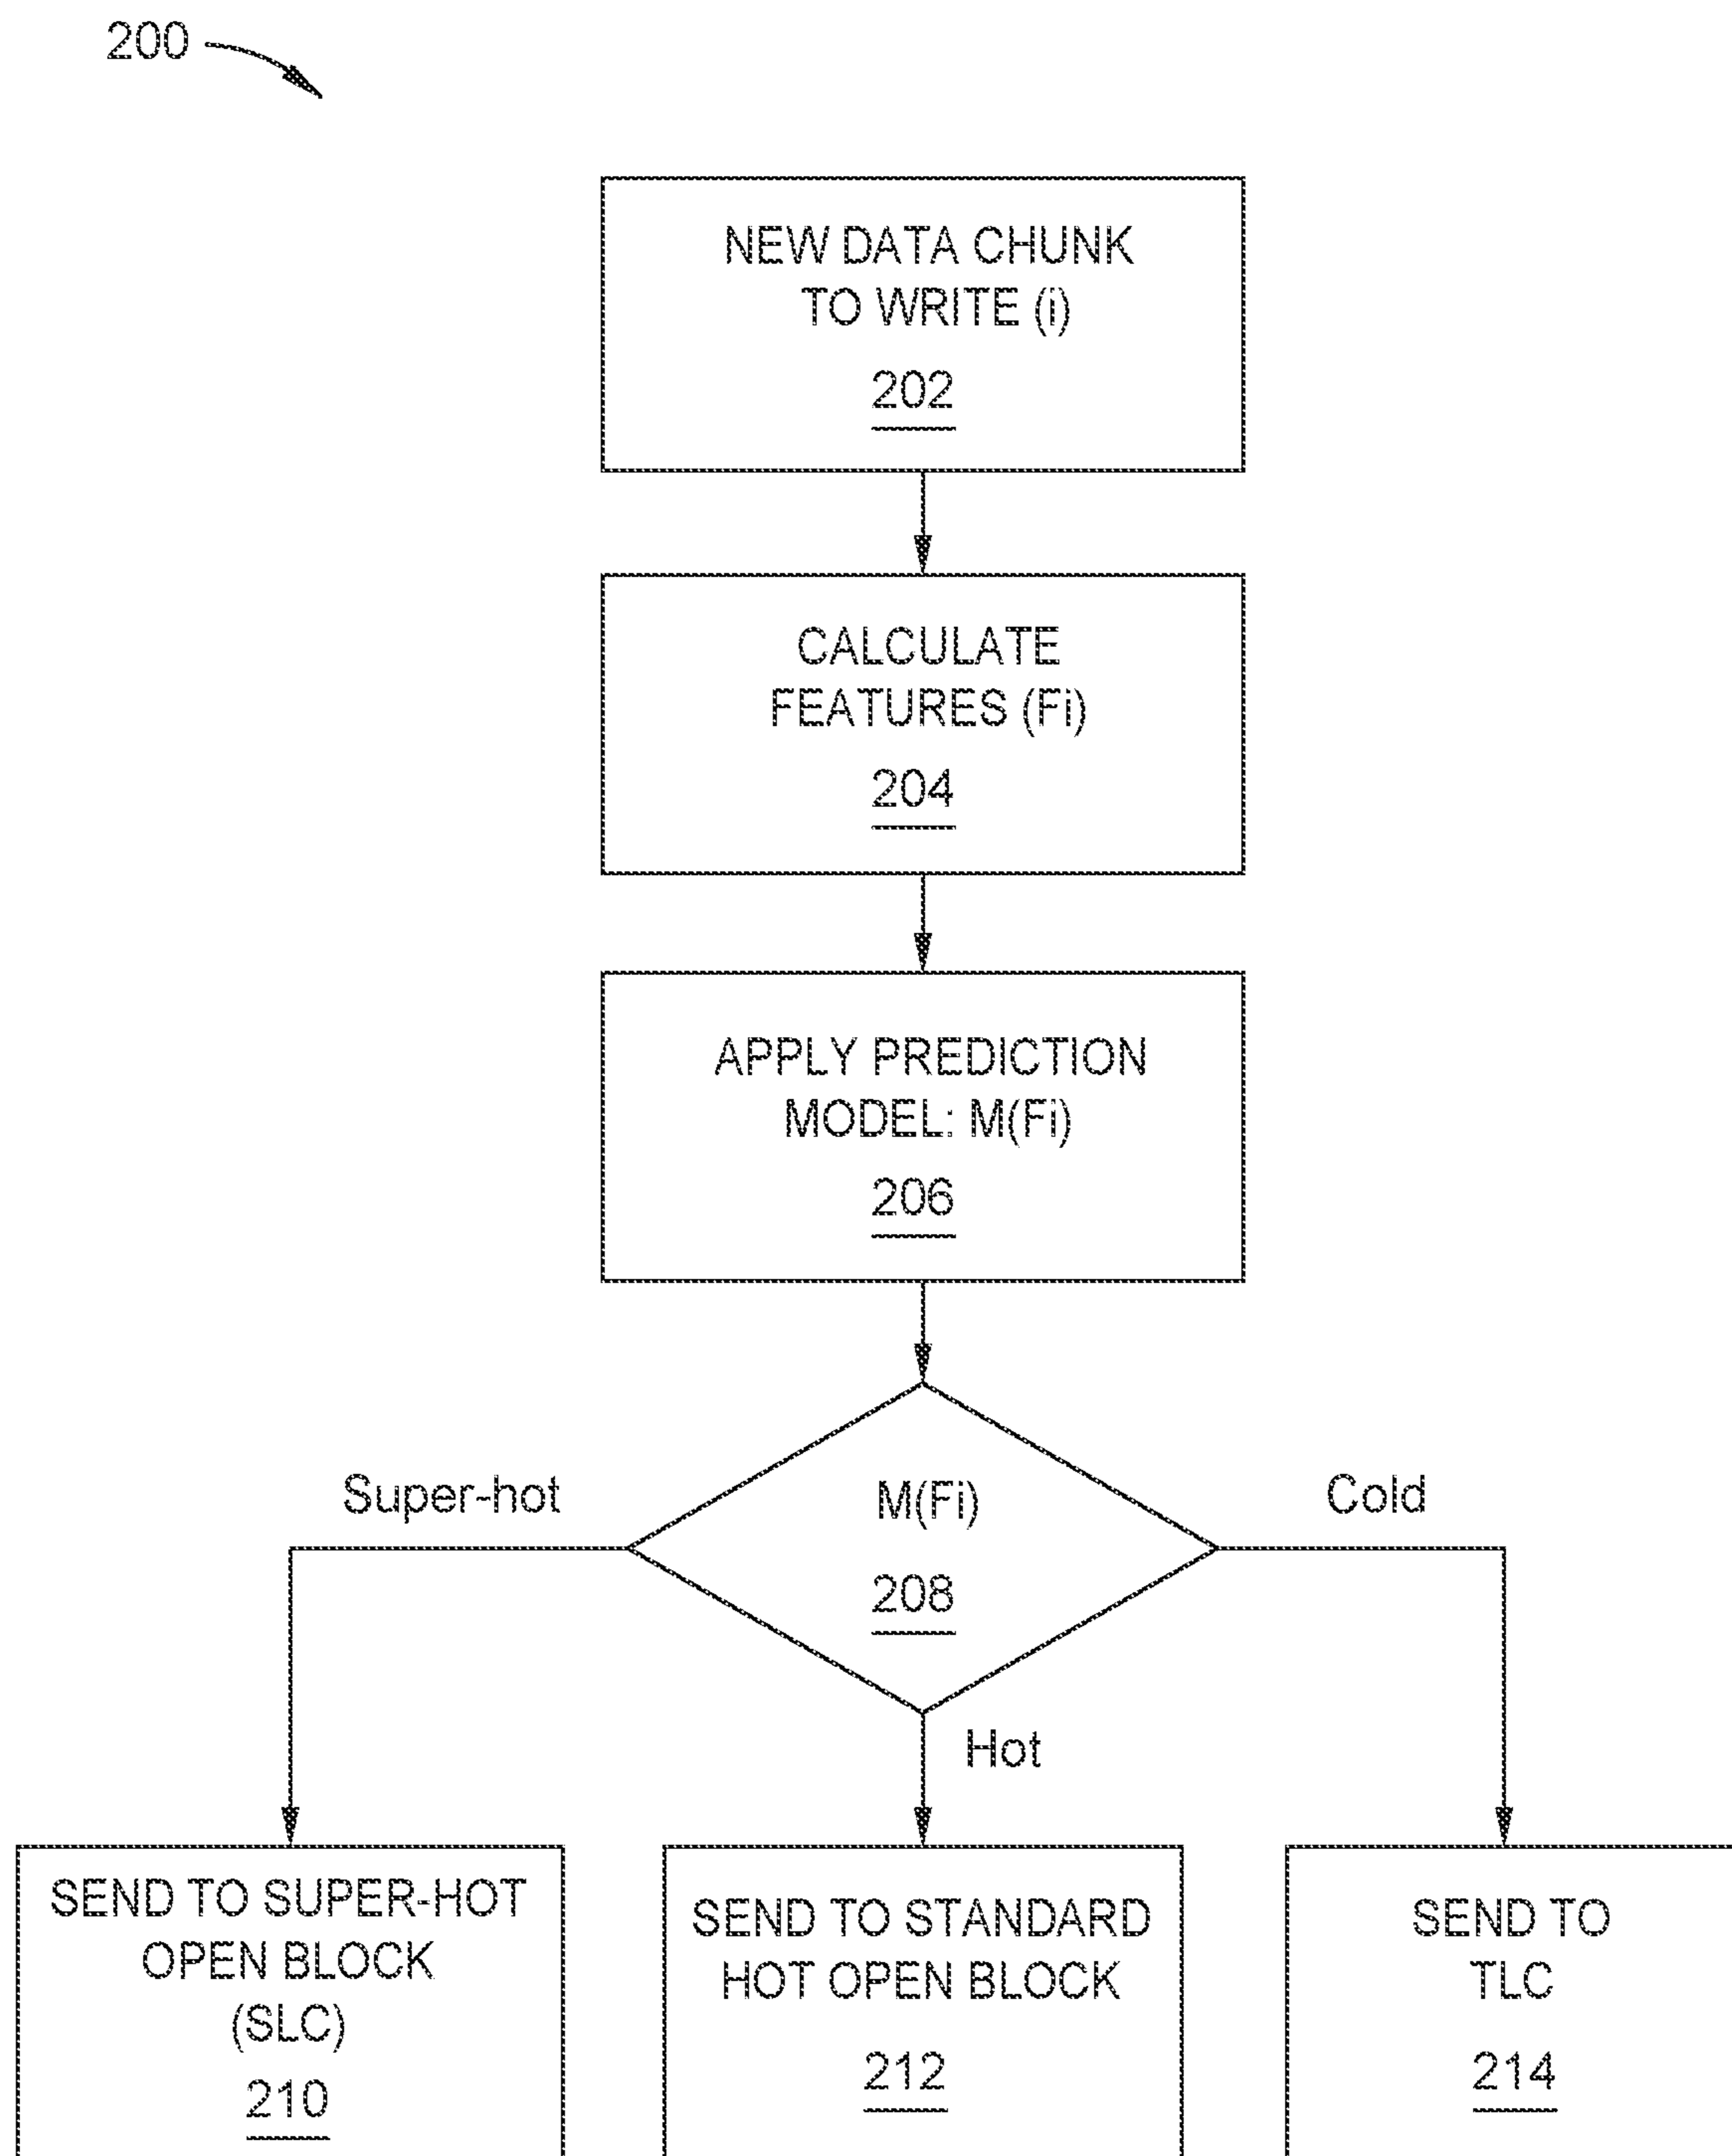 200
NEW DATA CHUNK
TO WRITE (i)
202
CALCULATE
FEATURES (Fi)
204
APPLY PREDICTION
MODEL: M(Fi)
206
M(Fi)
208
Super-hot
Cold
Hot
SEND TO SUPER-HOT
OPEN BLOCK
(SLC)
210
SEND TO STANDARD
HOT OPEN BLOCK
212
SEND TO
TLC
214